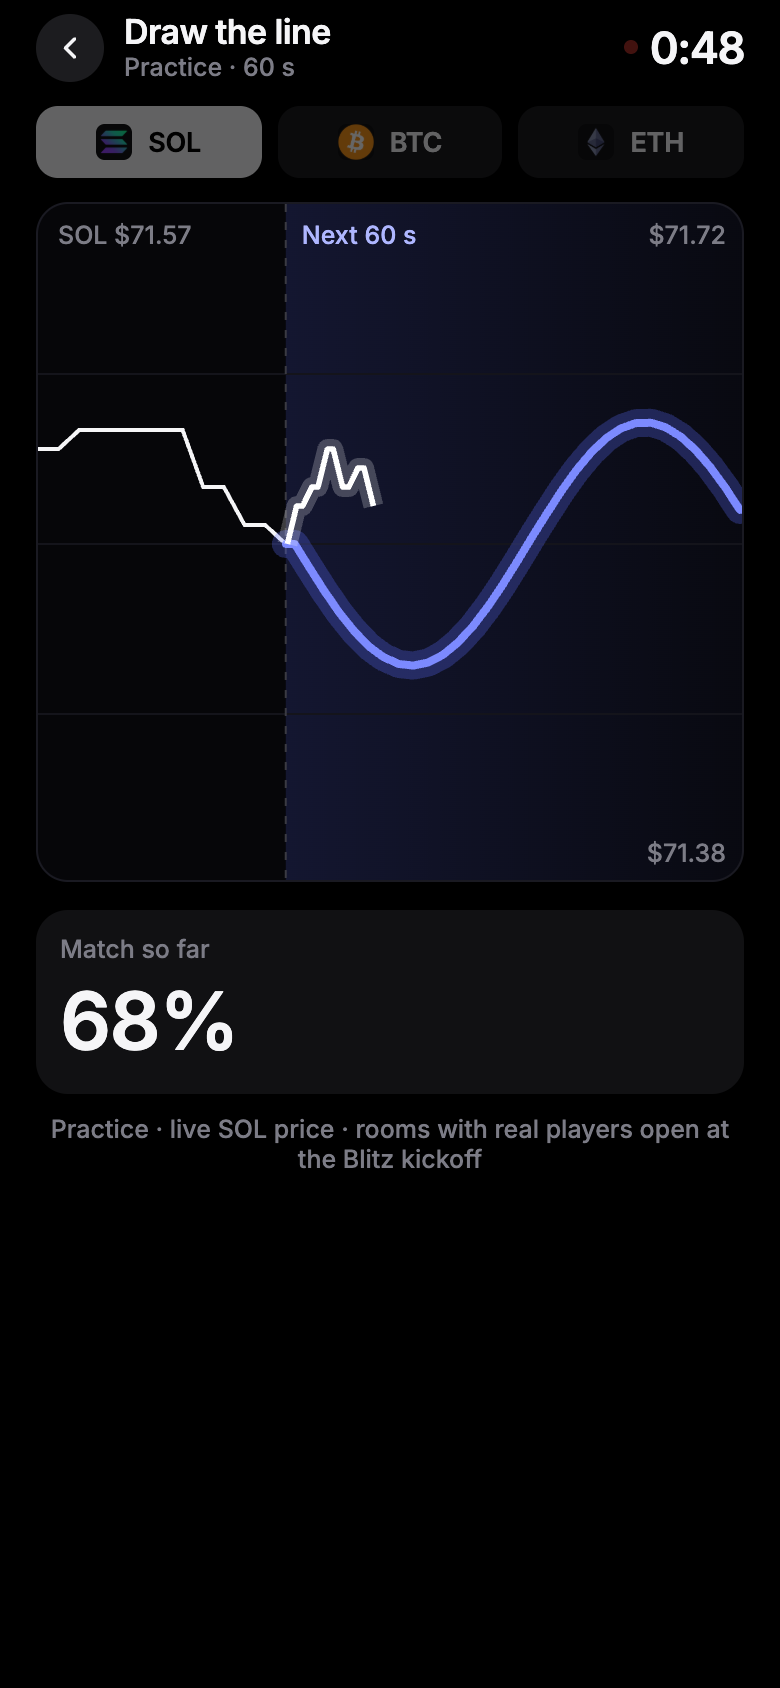 Draw the line
Practice · 60 s
0:48
SOL
BTC
ETH
SOL $71.57
Next 60 s
$71.72
$71.38
Match so far
68%
Practice · live SOL price · rooms with real players open at
the Blitz kickoff